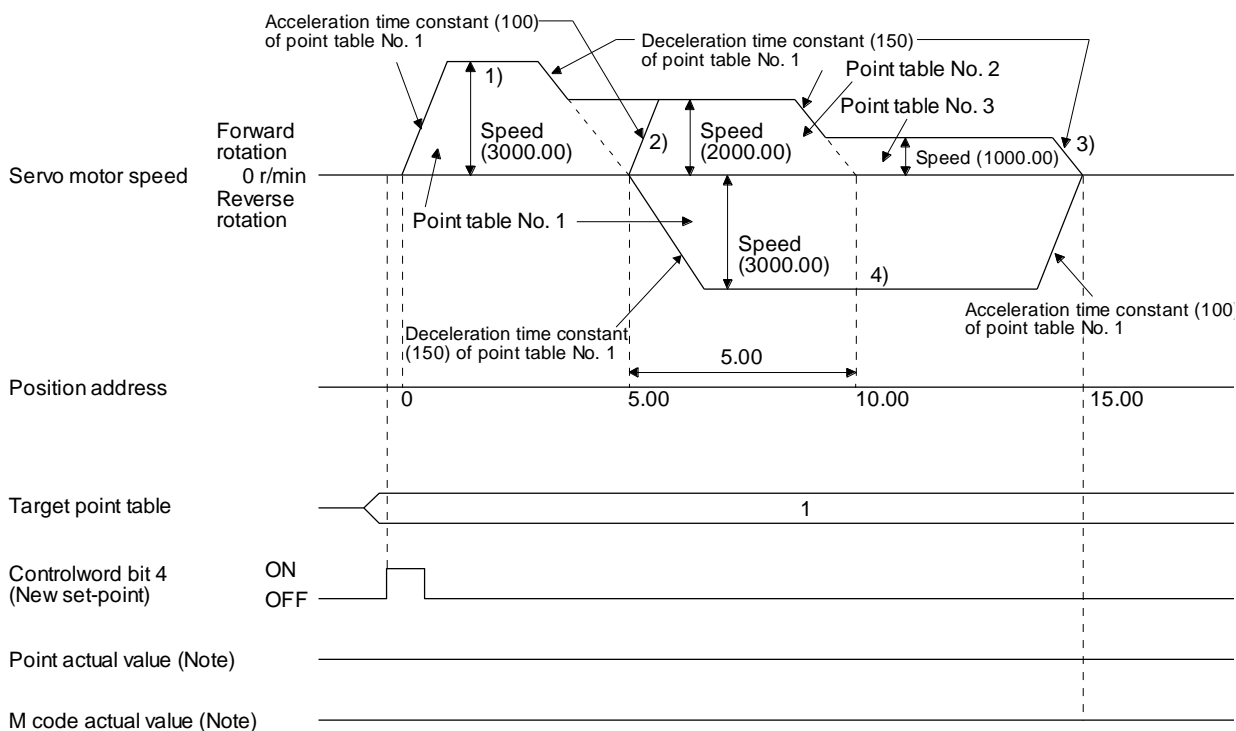 Acceleration time constant (100)
of point table No. 1
Deceleration time constant (150)
of point table No. 1
Point table No. 2
Point table No. 3
1)
2)
3)
Forward
rotation
Servo motor speed
0 r/min
Reverse
rotation
Speed
(3000.00)
Speed
(2000.00)
Speed (1000.00)
Point table No. 1
Speed
(3000.00)
4)
Deceleration time constant
(150) of point table No. 1
Acceleration time constant (100)
of point table No. 1
5.00
Position address
0
5.00
10.00
15.00
Target point table
1
Controlword bit 4
(New set-point)
ON
OFF
Point actual value (Note)
M code actual value (Note)